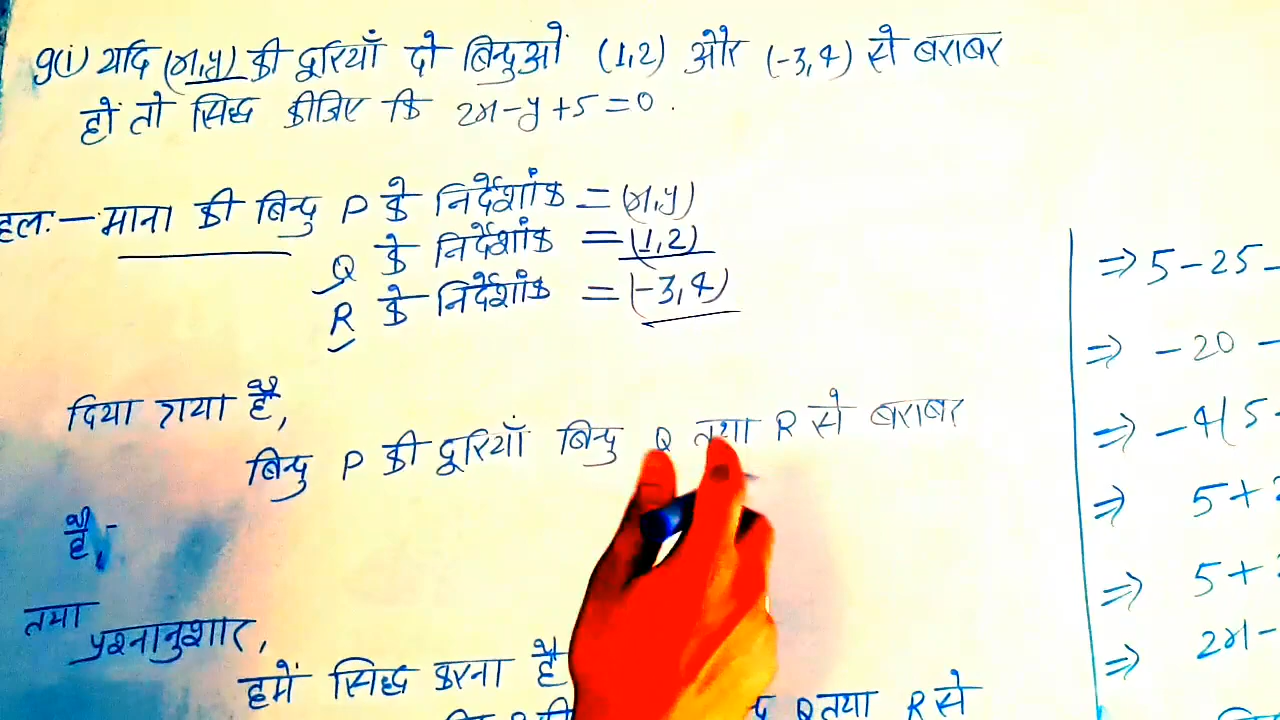 9(i) यदि (x,y) की दूरियाँ दो बिन्दुओं (1,2) और (-3,4) से बराबर
हों तो सिद्ध कीजिए कि 2x-y+5=0.
हल:- माना की बिन्दु P के निर्देशांक = (x,y)
Q के निर्देशांक = (1,2)
R के निर्देशांक = (-3,4)
दिया गया है,
बिन्दु P की दूरियाँ बिन्दु Q तथा R से बराबर
है,
तथा
प्रश्नानुशार,
हमें सिद्ध करना है
Q तथा R से
⇒ 5-25-
⇒ -20-
⇒ -4(5-
⇒ 5+
⇒ 5+
⇒ 2x-